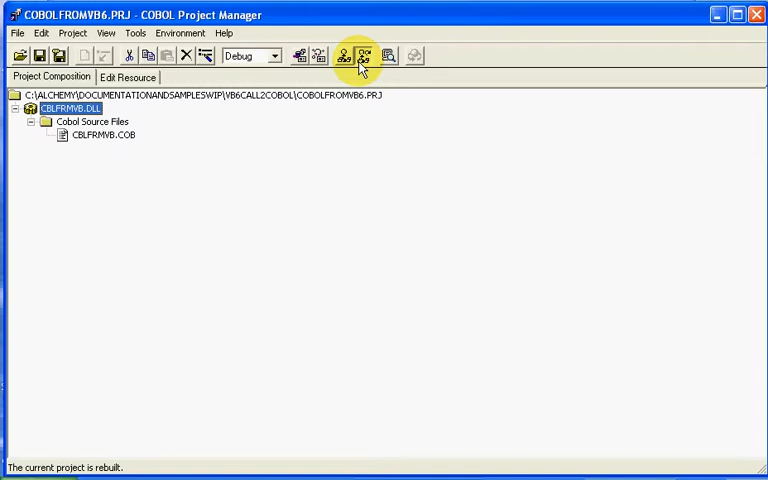 COBOLFROMVB6.PRJ - COBOL Project Manager
File Edit Project View Tools Environment Help
Debug
Project Composition Edit Resource
C:\ALCHEMY\DOCUMENTATIONANDSAMPLESWIP\VB6CALL2COBOL\COBOLFROMVB6.PRJ
CBLFRMVB.DLL
Cobol Source Files
CBLFRMVB.COB
The current project is rebuilt.